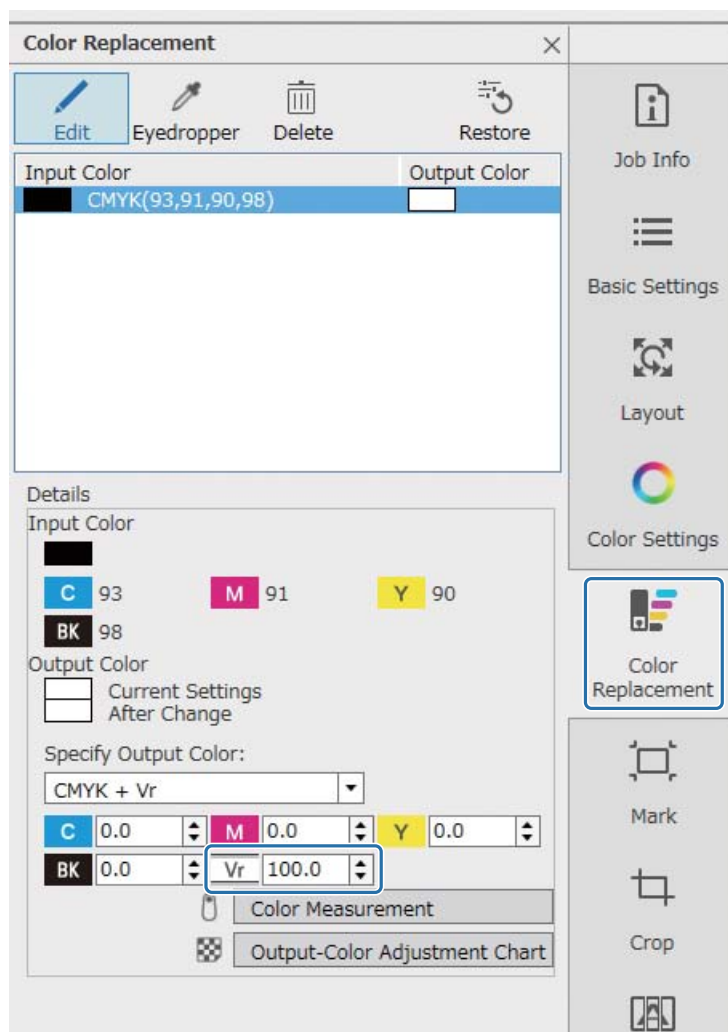 Color Replacement
Edit Eyedropper Delete Restore
Input Color Output Color
CMYK(93,91,90,98)
Details
Input Color
C 93 M 91 Y 90
BK 98
Output Color
Current Settings
After Change
Specify Output Color:
CMYK + Vr
C 0.0 M 0.0 Y 0.0
BK 0.0 Vr 100.0
Color Measurement
Output-Color Adjustment Chart
Job Info
Basic Settings
Layout
Color Settings
Color
Replacement
Mark
Crop